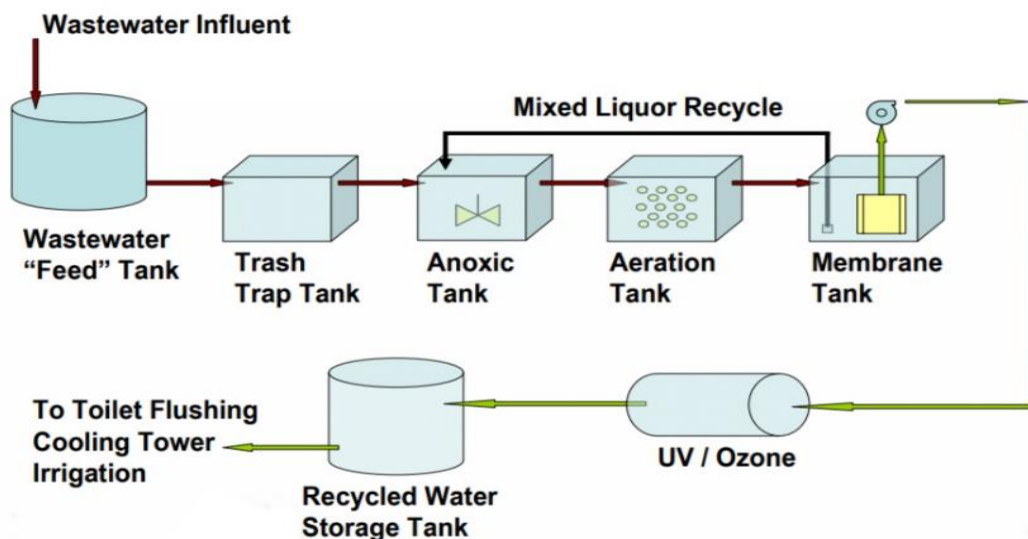 Wastewater Influent
Mixed Liquor Recycle
Wastewater
“Feed” Tank
Trash
Trap Tank
Anoxic
Tank
Aeration
Tank
Membrane
Tank
To Toilet Flushing
Cooling Tower
Irrigation
Recycled Water
Storage Tank
UV / Ozone